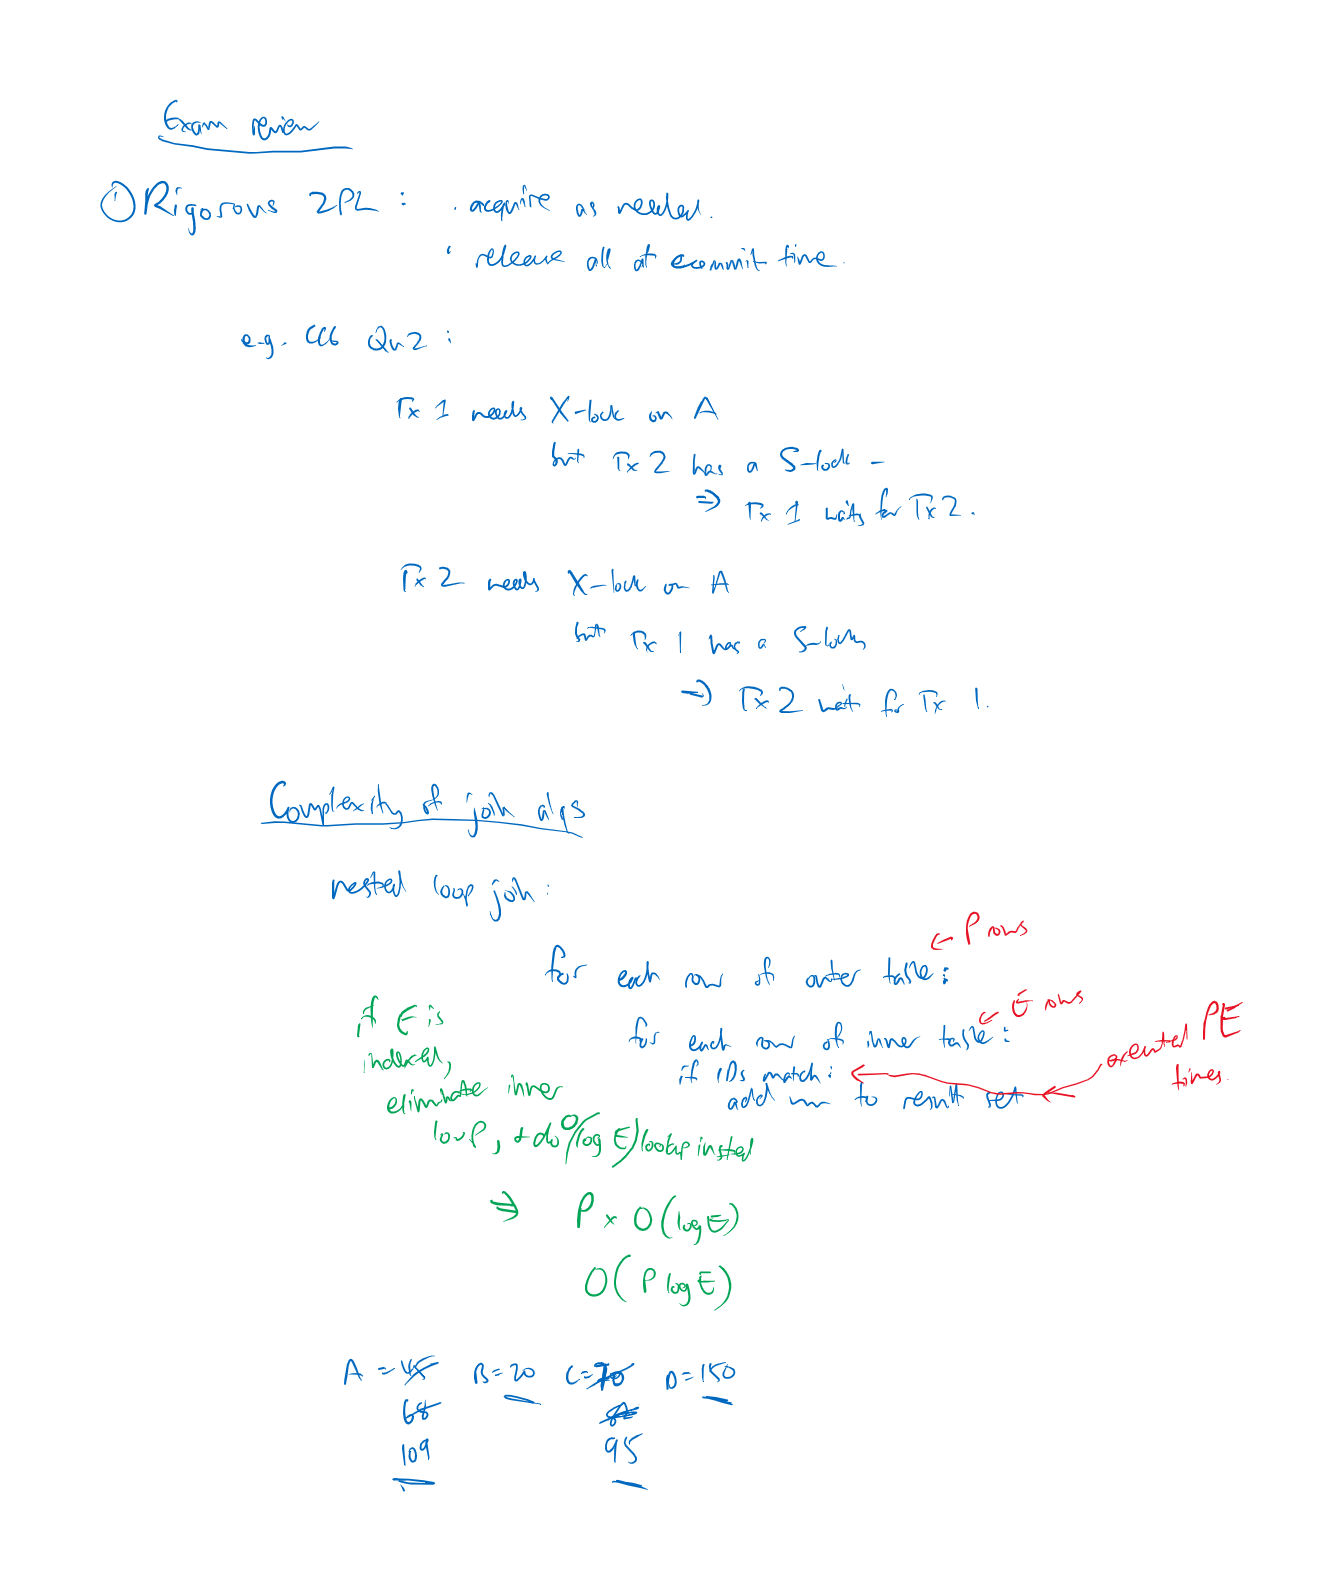 Exam review
① Rigorous 2PL : · acquire as needed.
· release all at commit time.
e.g. CC6 Qn 2 :
Tx 1 needs X-lock on A
but Tx 2 has a S-lock -
⇒ Tx 1 waits for Tx 2.
Tx 2 needs X-lock on A
but Tx 1 has a S-lock
⇒ Tx 2 wait for Tx 1.
Complexity of join algs
nested loop join :
← P rows
for each row of outer table :
← E rows
for each row of inner table :
if IDs match :
add row to result set
executed PE
times.
if E is
indexed,
eliminate inner
loop, + do O(log E) lookup instead
⇒ P × O(log E)
O(P log E)
A = 45 B = 20 C = 70 D = 150
68
109 95